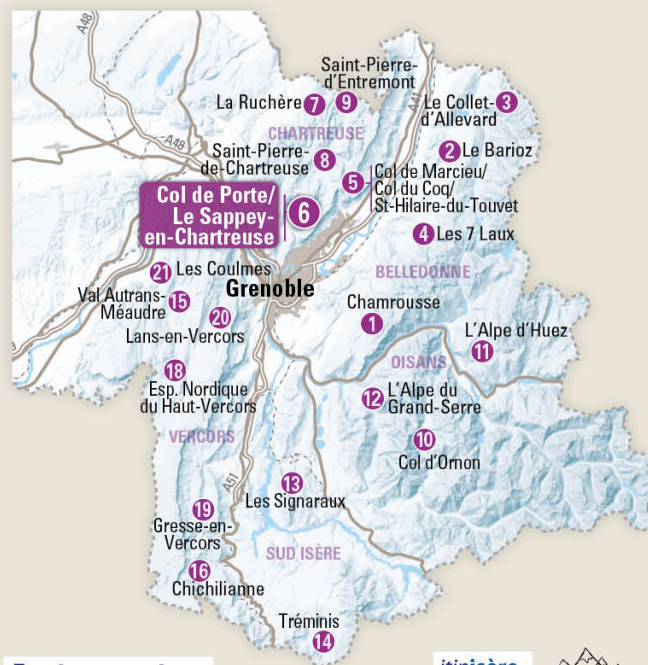 A48
A48
A41
Saint-Pierre-
d'Entremont
La Ruchère 7
9
Le Collet-
d'Allevard
3
CHARTREUSE
2 Le Barioz
Saint-Pierre-
de-Chartreuse
8
5
Col de Marcieu/
Col du Coq/
St-Hilaire-du-Touvet
Col de Porte/
Le Sappey-
en-Chartreuse
6
4 Les 7 Laux
BELLEDONNE
21 Les Coulmes
Grenoble
Val Autrans-
Méaudre
15
20
Lans-en-Vercors
Chamrousse
1
L'Alpe d'Huez
11
OISANS
18
Esp. Nordique
du Haut-Vercors
12
L'Alpe du
Grand-Serre
VERCORS
10
Col d'Ornon
A51
13
Les Signaraux
19
Gresse-en-
Vercors
SUD ISÈRE
16
Chichilianne
Tréminis
14
itinisère